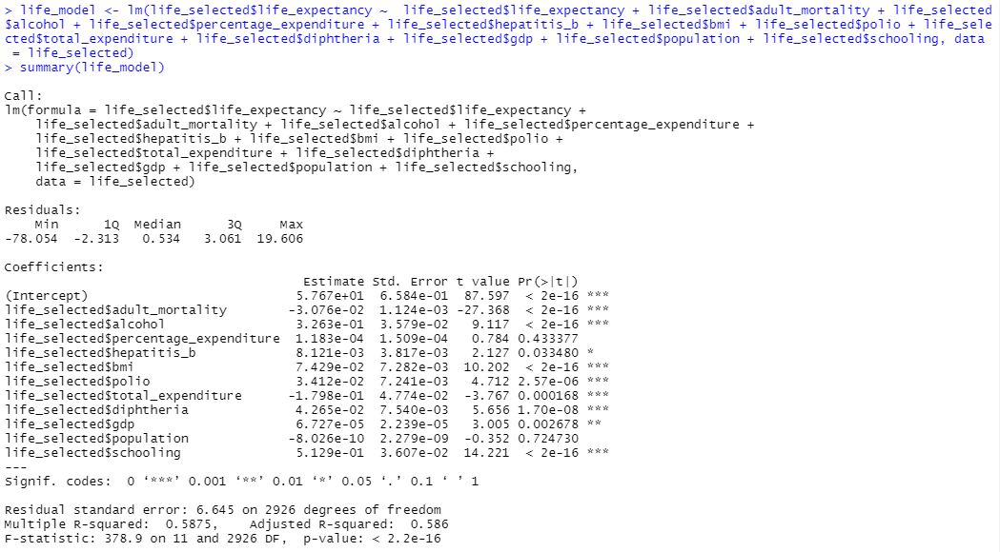 > life_model <- lm(life_selected$life_expectancy ~  life_selected$life_expectancy + life_selected$adult_mortality + life_selected
$alcohol + life_selected$percentage_expenditure + life_selected$hepatitis_b + life_selected$bmi + life_selected$polio + life_sele
cted$total_expenditure + life_selected$diphtheria + life_selected$gdp + life_selected$population + life_selected$schooling, data
 = life_selected)
> summary(life_model)

Call:
lm(formula = life_selected$life_expectancy ~ life_selected$life_expectancy +
    life_selected$adult_mortality + life_selected$alcohol + life_selected$percentage_expenditure +
    life_selected$hepatitis_b + life_selected$bmi + life_selected$polio +
    life_selected$total_expenditure + life_selected$diphtheria +
    life_selected$gdp + life_selected$population + life_selected$schooling,
    data = life_selected)

Residuals:
    Min      1Q  Median      3Q     Max
-78.054  -2.313   0.534   3.061  19.606

Coefficients:
                                       Estimate Std. Error t value Pr(>|t|)
(Intercept)                           5.767e+01  6.584e-01  87.597  < 2e-16 ***
life_selected$adult_mortality        -3.076e-02  1.124e-03 -27.368  < 2e-16 ***
life_selected$alcohol                 3.263e-01  3.579e-02   9.117  < 2e-16 ***
life_selected$percentage_expenditure  1.183e-04  1.509e-04   0.784 0.433377
life_selected$hepatitis_b             8.121e-03  3.817e-03   2.127 0.033480 *
life_selected$bmi                     7.429e-02  7.282e-03  10.202  < 2e-16 ***
life_selected$polio                   3.412e-02  7.241e-03   4.712 2.57e-06 ***
life_selected$total_expenditure      -1.798e-01  4.774e-02  -3.767 0.000168 ***
life_selected$diphtheria              4.265e-02  7.540e-03   5.656 1.70e-08 ***
life_selected$gdp                     6.727e-05  2.239e-05   3.005 0.002678 **
life_selected$population             -8.026e-10  2.279e-09  -0.352 0.724730
life_selected$schooling               5.129e-01  3.607e-02  14.221  < 2e-16 ***
---
Signif. codes:  0 ‘***’ 0.001 ‘**’ 0.01 ‘*’ 0.05 ‘.’ 0.1 ‘ ’ 1

Residual standard error: 6.645 on 2926 degrees of freedom
Multiple R-squared:  0.5875,    Adjusted R-squared:  0.586
F-statistic: 378.9 on 11 and 2926 DF,  p-value: < 2.2e-16